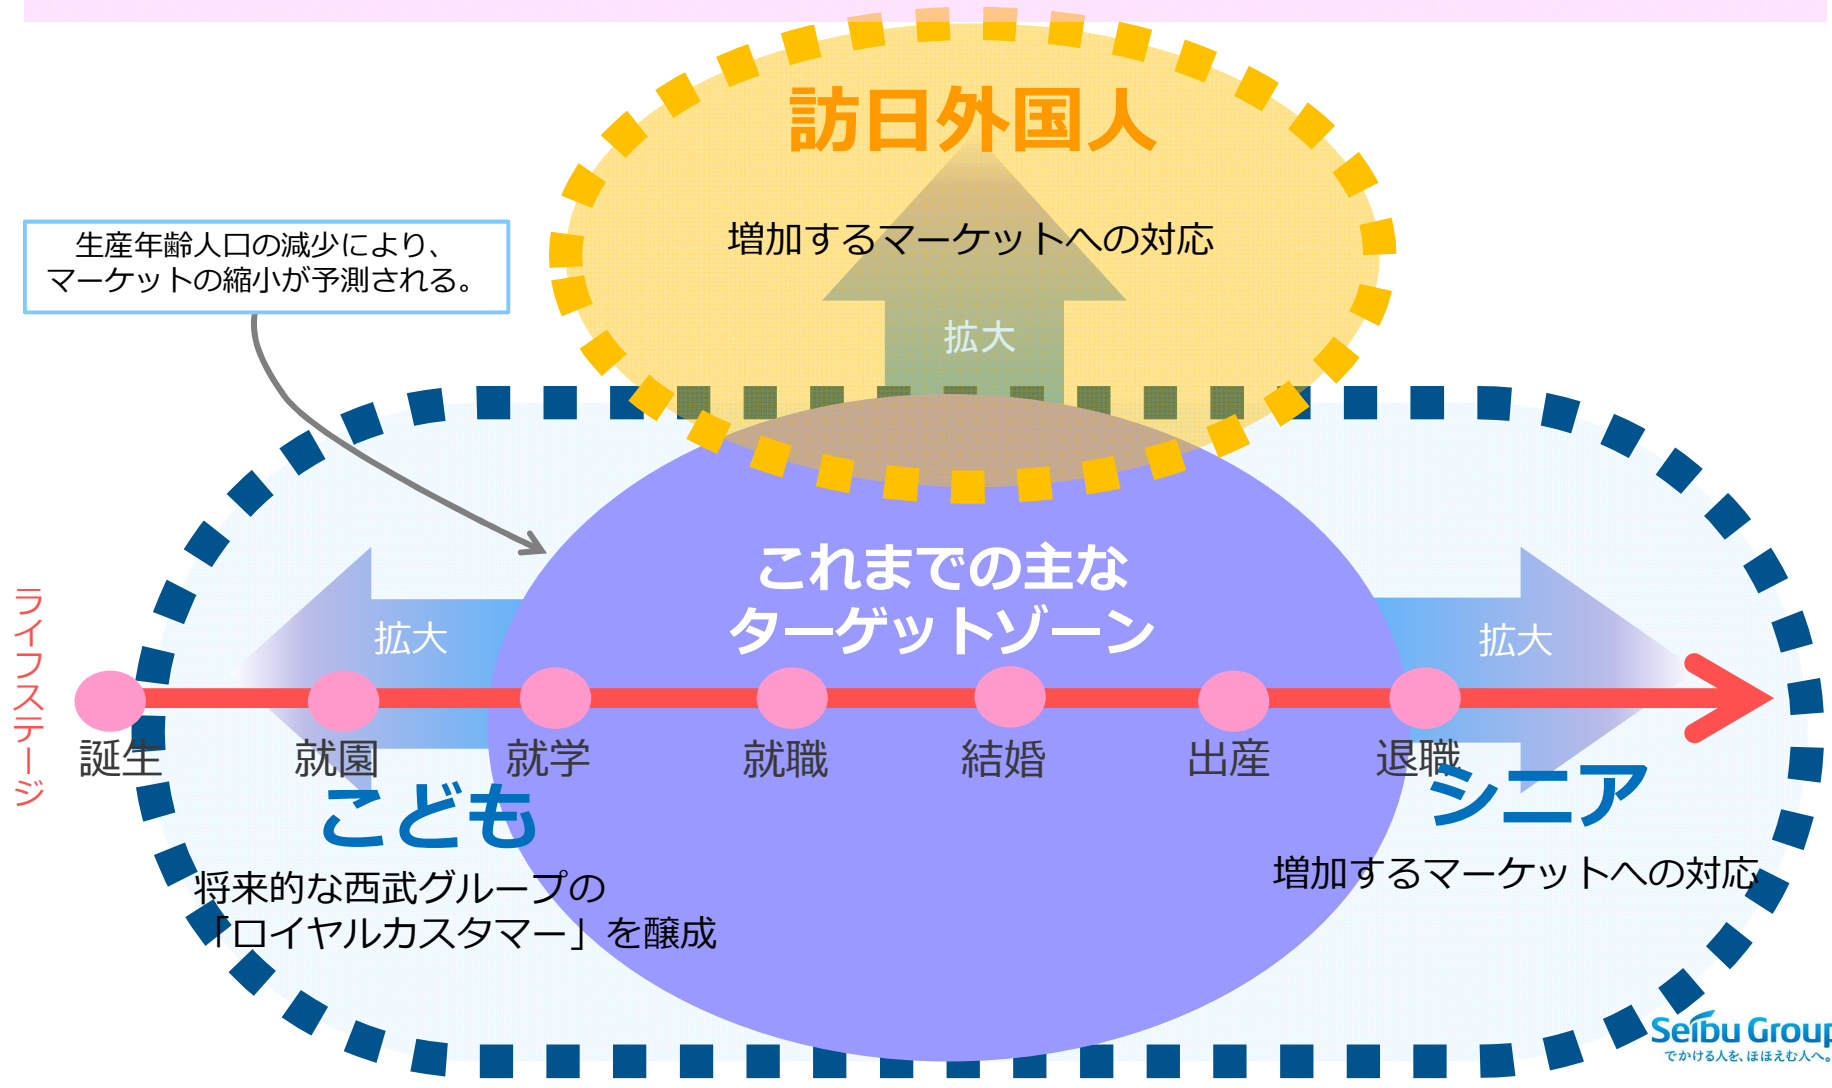 訪日外国人
増加するマーケットへの対応
拡大
生産年齢人口の減少により、
マーケットの縮小が予測される。
これまでの主な
ターゲットゾーン
拡大
拡大
ライフステージ
誕生
就園
就学
就職
結婚
出産
退職
こども
将来的な西武グループの
「ロイヤルカスタマー」を醸成
シニア
増加するマーケットへの対応
Seibu Group
でかける人を、ほほえむ人へ。